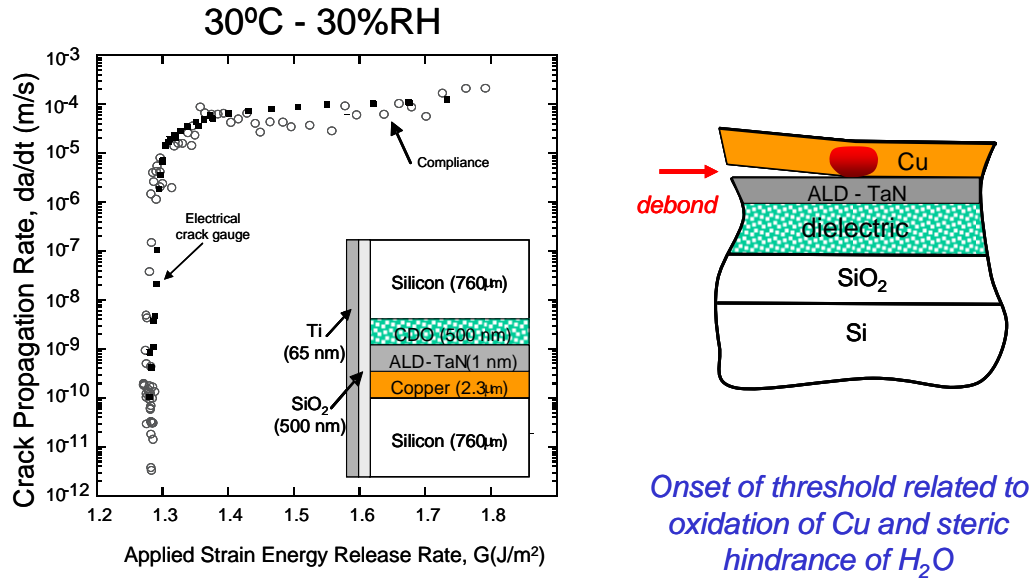 30ºC - 30%RH
Crack Propagation Rate, da/dt (m/s)
10-3
10-4
10-5
10-6
10-7
10-8
10-9
10-10
10-11
10-12
1.2 1.3 1.4 1.5 1.6 1.7 1.8
Applied Strain Energy Release Rate, G(J/m²)
Compliance
Electrical
crack gauge
Ti
(65 nm)
SiO2
(500 nm)
Silicon (760µm)
CDO (500 nm)
ALD-TaN(1 nm)
Copper (2.3µm)
Silicon (760µm)
debond
Cu
ALD - TaN
dielectric
SiO2
Si
Onset of threshold related to
oxidation of Cu and steric
hindrance of H2O